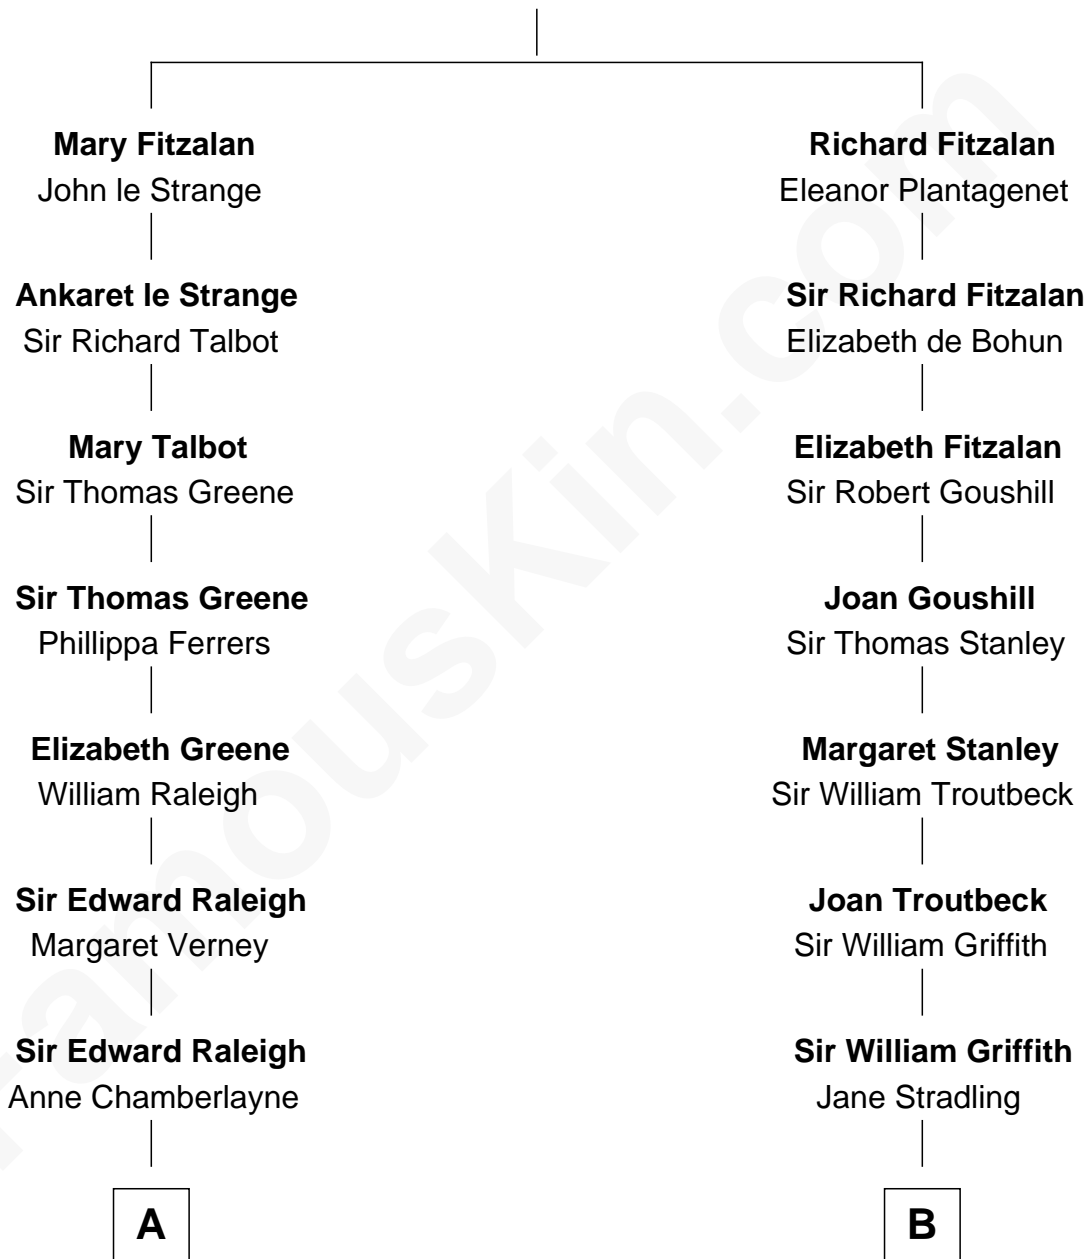 Mary Fitzalan
John le Strange
Ankaret le Strange
Sir Richard Talbot
Mary Talbot
Sir Thomas Greene
Sir Thomas Greene
Phillippa Ferrers
Elizabeth Greene
William Raleigh
Sir Edward Raleigh
Margaret Verney
Sir Edward Raleigh
Anne Chamberlayne
A
Richard Fitzalan
Eleanor Plantagenet
Sir Richard Fitzalan
Elizabeth de Bohun
Elizabeth Fitzalan
Sir Robert Goushill
Joan Goushill
Sir Thomas Stanley
Margaret Stanley
Sir William Troutbeck
Joan Troutbeck
Sir William Griffith
Sir William Griffith
Jane Stradling
B
FamousKin.com